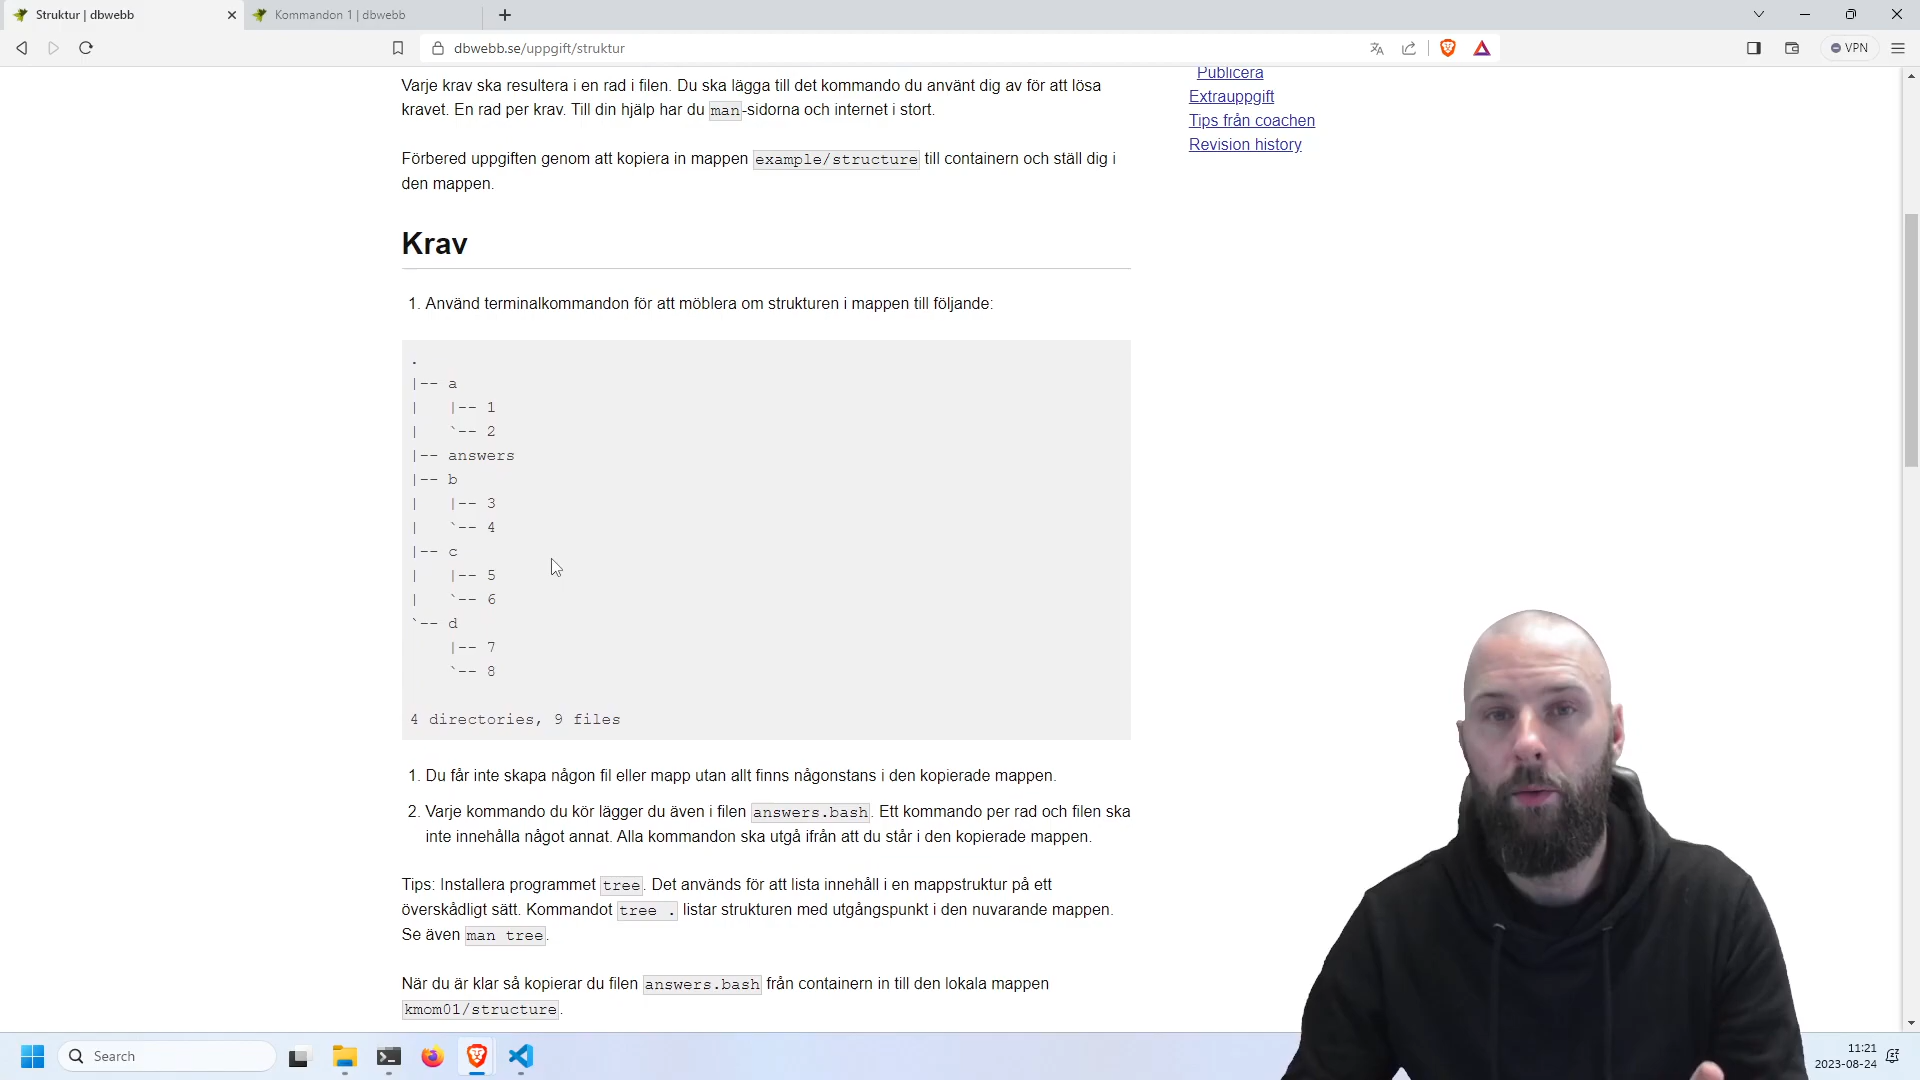 Struktur | dbwebb
Kommandon 1 | dbwebb
dbwebb.se/uppgift/struktur
VPN
Varje krav ska resultera i en rad i filen. Du ska lägga till det kommando du använt dig av för att lösa
kravet. En rad per krav. Till din hjälp har du man-sidorna och internet i stort.
Förbered uppgiften genom att kopiera in mappen example/structure till containern och ställ dig i
den mappen.
Krav
1. Använd terminalkommandon för att möblera om strukturen i mappen till följande:
.
|-- a
|   |-- 1
|   `-- 2
|-- answers
|-- b
|   |-- 3
|   `-- 4
|-- c
|   |-- 5
|   `-- 6
`-- d
    |-- 7
    `-- 8
4 directories, 9 files
1. Du får inte skapa någon fil eller mapp utan allt finns någonstans i den kopierade mappen.
2. Varje kommando du kör lägger du även i filen answers.bash. Ett kommando per rad och filen ska
inte innehålla något annat. Alla kommandon ska utgå ifrån att du står i den kopierade mappen.
Tips: Installera programmet tree. Det används för att lista innehåll i en mappstruktur på ett
överskådligt sätt. Kommandot tree . listar strukturen med utgångspunkt i den nuvarande mappen.
Se även man tree.
När du är klar så kopierar du filen answers.bash från containern in till den lokala mappen
kmom01/structure.
Publicera
Extrauppgift
Tips från coachen
Revision history
Search
11:21
2023-08-24